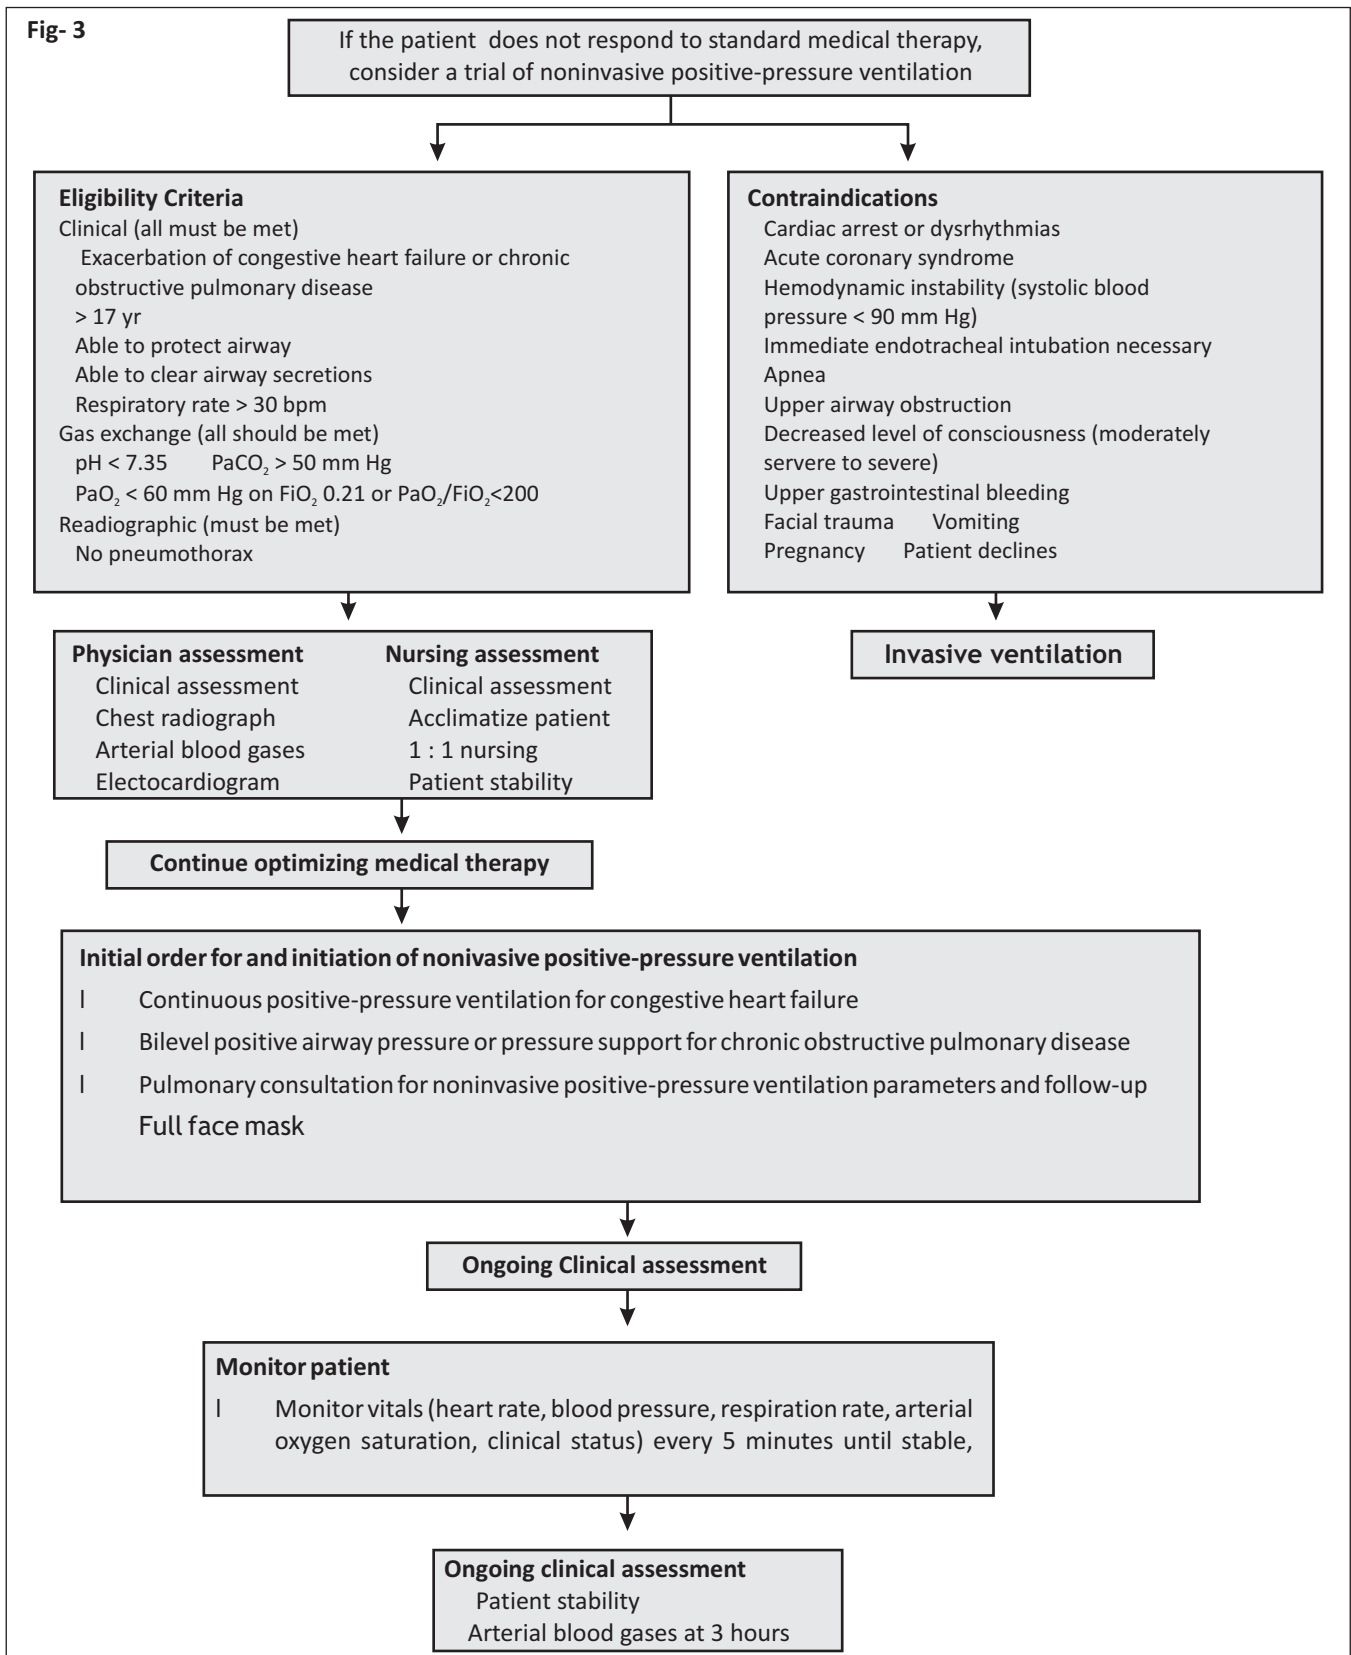 Fig- 3
If the patient does not respond to standard medical therapy,
consider a trial of noninvasive positive-pressure ventilation
Eligibility Criteria
Clinical (all must be met)
Exacerbation of congestive heart failure or chronic
obstructive pulmonary disease
> 17 yr
Able to protect airway
Able to clear airway secretions
Respiratory rate > 30 bpm
Gas exchange (all should be met)
pH < 7.35 PaCO₂ > 50 mm Hg
PaO₂ < 60 mm Hg on FiO₂ 0.21 or PaO₂/FiO₂<200
Readiographic (must be met)
No pneumothorax
Contraindications
Cardiac arrest or dysrhythmias
Acute coronary syndrome
Hemodynamic instability (systolic blood
pressure < 90 mm Hg)
Immediate endotracheal intubation necessary
Apnea
Upper airway obstruction
Decreased level of consciousness (moderately
servere to severe)
Upper gastrointestinal bleeding
Facial trauma Vomiting
Pregnancy Patient declines
Physician assessment
Clinical assessment
Chest radiograph
Arterial blood gases
Electocardiogram
Nursing assessment
Clinical assessment
Acclimatize patient
1 : 1 nursing
Patient stability
Invasive ventilation
Continue optimizing medical therapy
Initial order for and initiation of nonivasive positive-pressure ventilation
l Continuous positive-pressure ventilation for congestive heart failure
l Bilevel positive airway pressure or pressure support for chronic obstructive pulmonary disease
l Pulmonary consultation for noninvasive positive-pressure ventilation parameters and follow-up
Full face mask
Ongoing Clinical assessment
Monitor patient
l Monitor vitals (heart rate, blood pressure, respiration rate, arterial
oxygen saturation, clinical status) every 5 minutes until stable,
Ongoing clinical assessment
Patient stability
Arterial blood gases at 3 hours